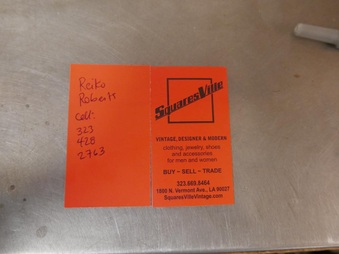 Reiko
Roberts
cell:
323
428
2763
SquaresVille
VINTAGE, DESIGNER & MODERN
clothing, jewelry, shoes
and accessories
for men and women
BUY ~ SELL ~ TRADE
323.669.8464
1800 N. Vermont Ave., LA 90027
SquaresVilleVintage.com